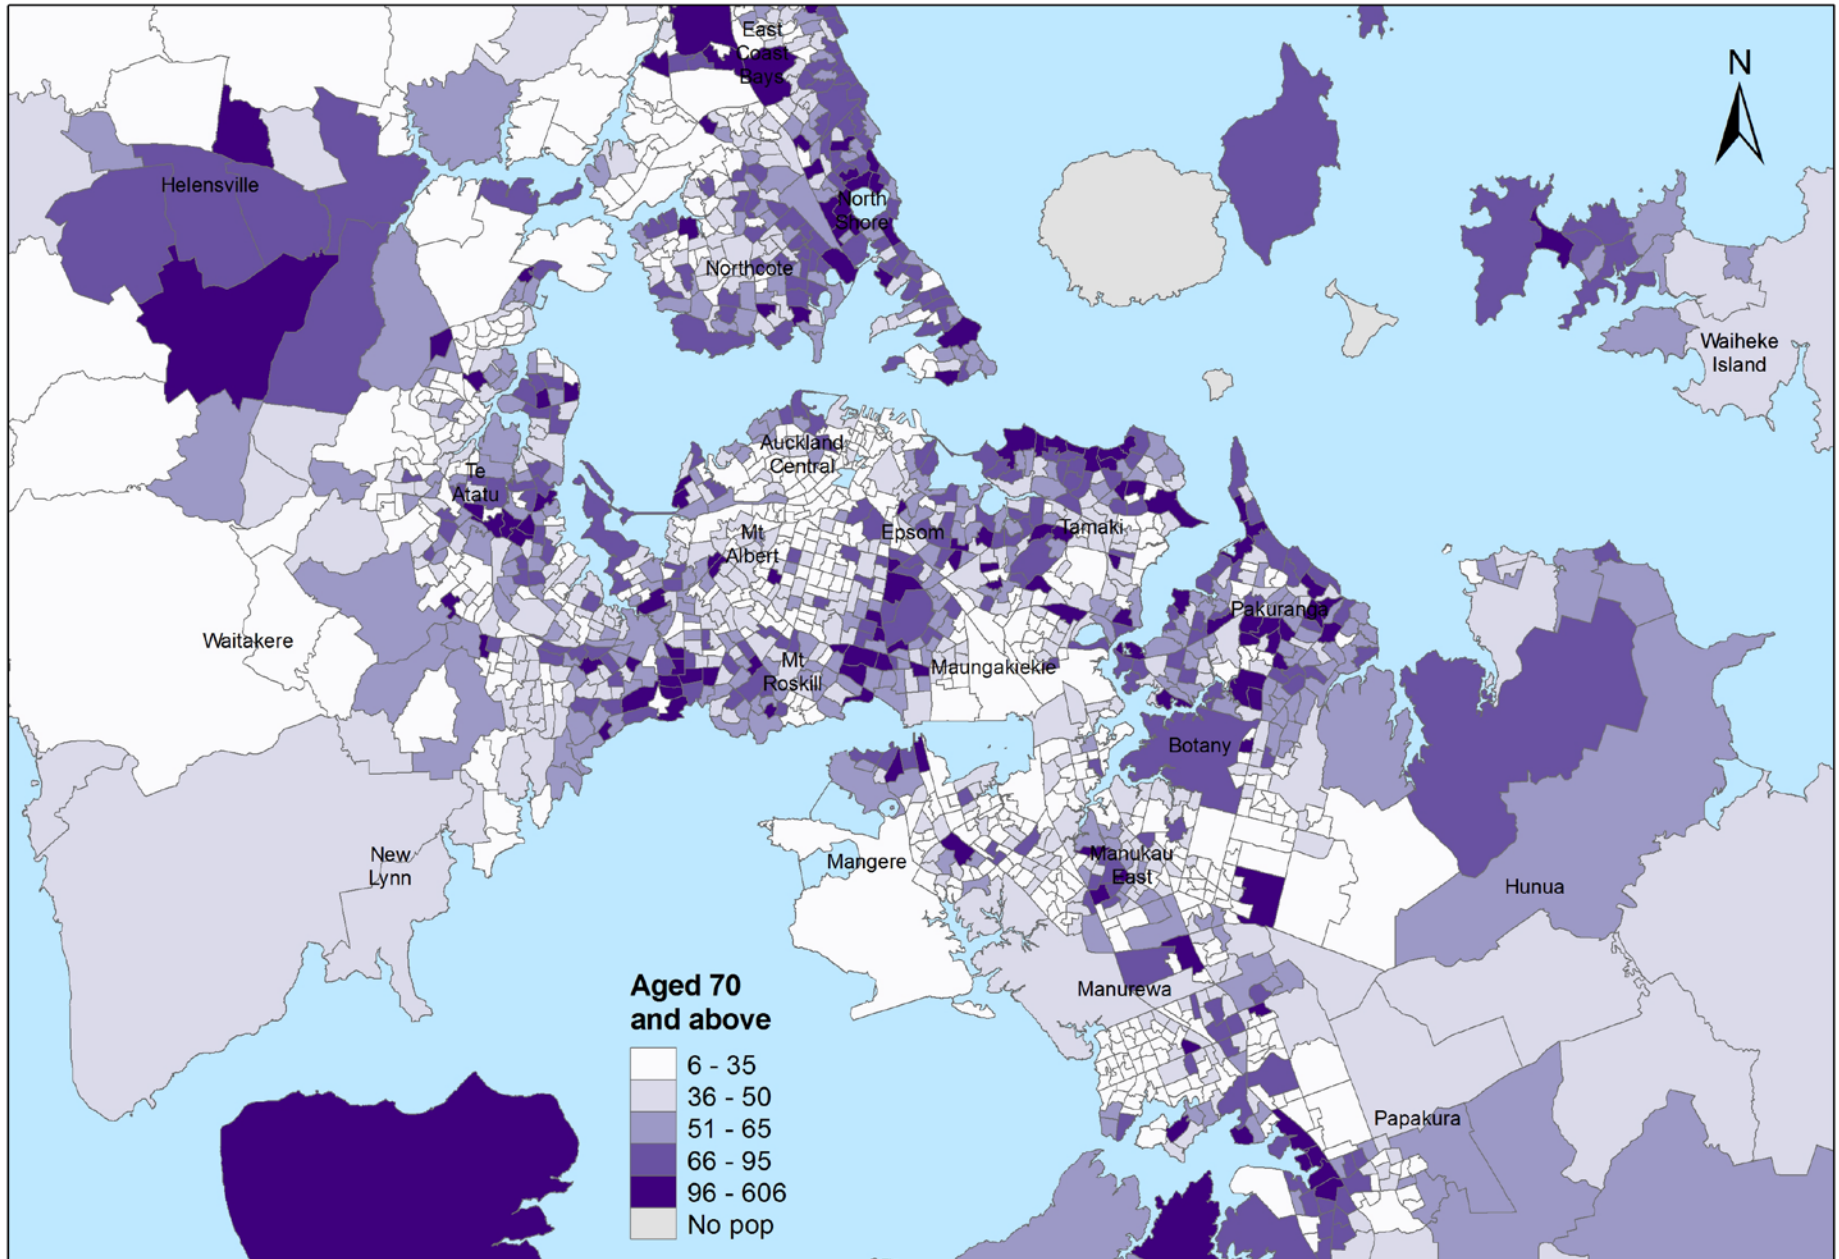 East
Coast
Bays
N
Helensville
North
Shore
Northcote
Waiheke
Island
Auckland
Central
Te
Atatu
Mt
Albert
Epsom
Tamaki
Pakuranga
Waitakere
Mt
Roskill
Maungakiekie
Botany
New
Lynn
Mangere
Manukau
East
Hunua
Manurewa
Papakura
Aged 70
and above
6 - 35
36 - 50
51 - 65
66 - 95
96 - 606
No pop